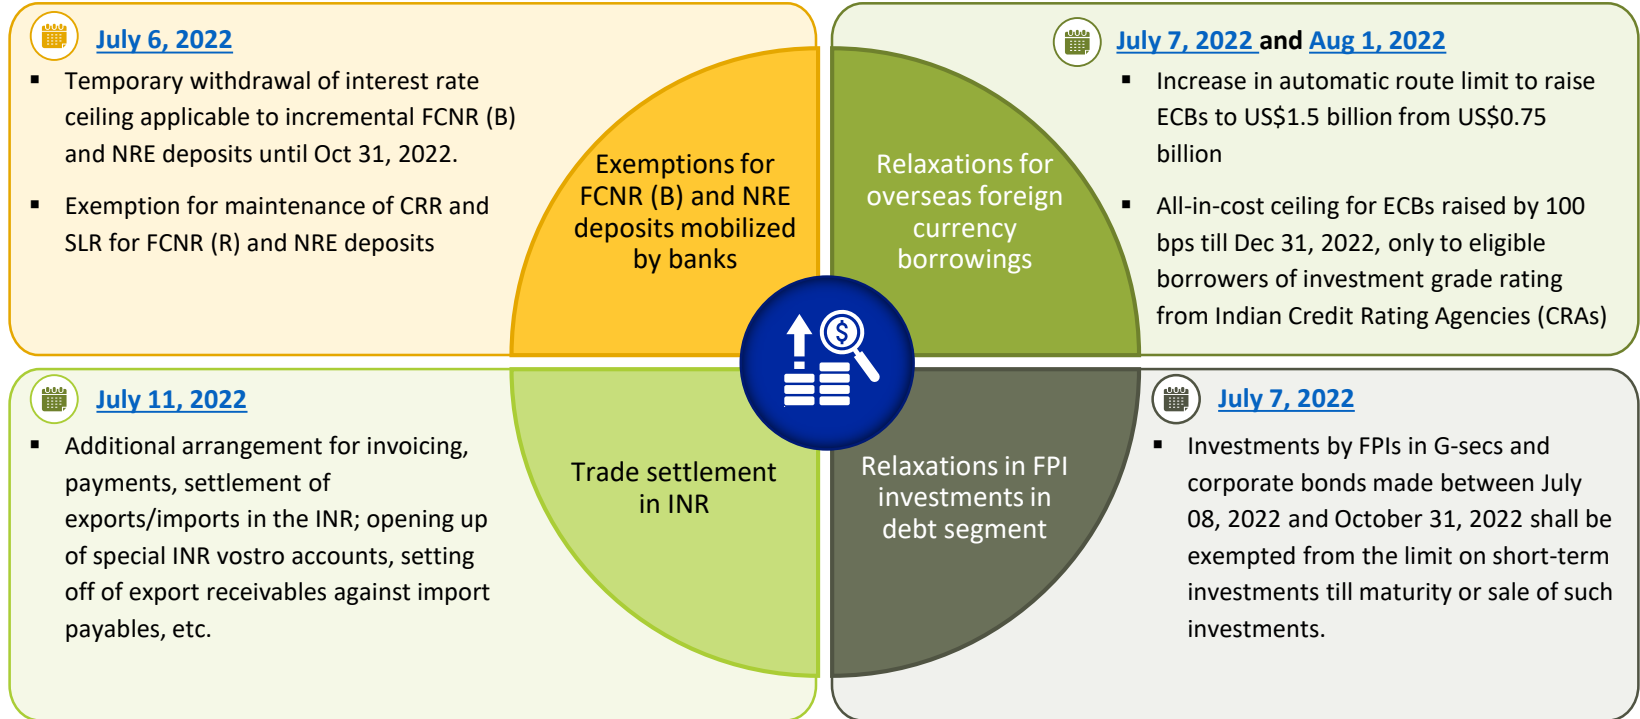 July 6, 2022
▪ Temporary withdrawal of interest rate
ceiling applicable to incremental FCNR (B)
and NRE deposits until Oct 31, 2022.
▪ Exemption for maintenance of CRR and
SLR for FCNR (R) and NRE deposits
Exemptions for
FCNR (B) and NRE
deposits mobilized
by banks
July 7, 2022 and Aug 1, 2022
▪ Increase in automatic route limit to raise
ECBs to US$1.5 billion from US$0.75
billion
▪ All-in-cost ceiling for ECBs raised by 100
bps till Dec 31, 2022, only to eligible
borrowers of investment grade rating
from Indian Credit Rating Agencies (CRAs)
Relaxations for
overseas foreign
currency
borrowings
July 11, 2022
▪ Additional arrangement for invoicing,
payments, settlement of
exports/imports in the INR; opening up
of special INR vostro accounts, setting
off of export receivables against import
payables, etc.
Trade settlement
in INR
Relaxations in FPI
investments in
debt segment
July 7, 2022
▪ Investments by FPIs in G-secs and
corporate bonds made between July
08, 2022 and October 31, 2022 shall be
exempted from the limit on short-term
investments till maturity or sale of such
investments.
$